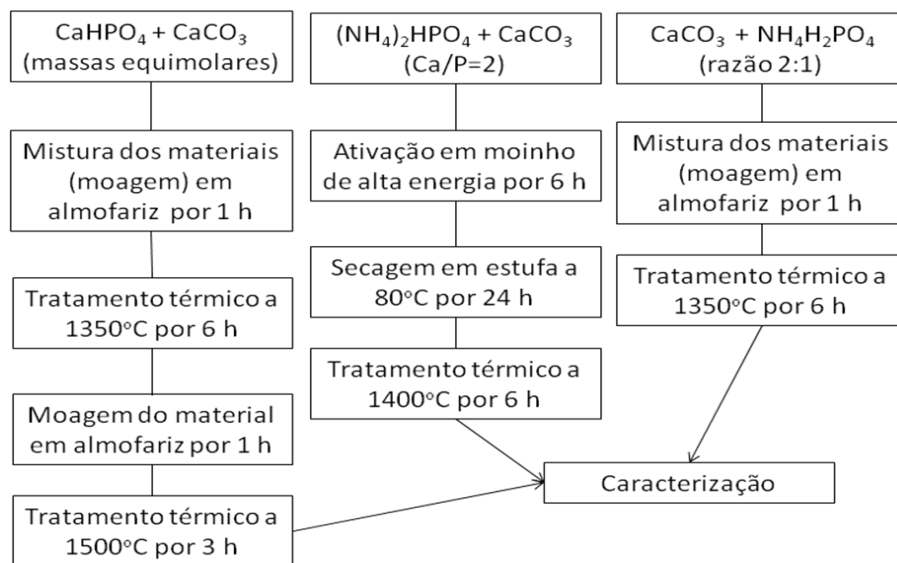 CaHPO₄ + CaCO₃
(massas equimolares)
Mistura dos materiais
(moagem) em
almofariz por 1 h
Tratamento térmico a
1350°C por 6 h
Moagem do material
em almofariz por 1 h
Tratamento térmico a
1500°C por 3 h
(NH₄)₂HPO₄ + CaCO₃
(Ca/P=2)
Ativação em moinho
de alta energia por 6 h
Secagem em estufa a
80°C por 24 h
Tratamento térmico a
1400°C por 6 h
CaCO₃ + NH₄H₂PO₄
(razão 2:1)
Mistura dos materiais
(moagem) em
almofariz por 1 h
Tratamento térmico a
1350°C por 6 h
Caracterização